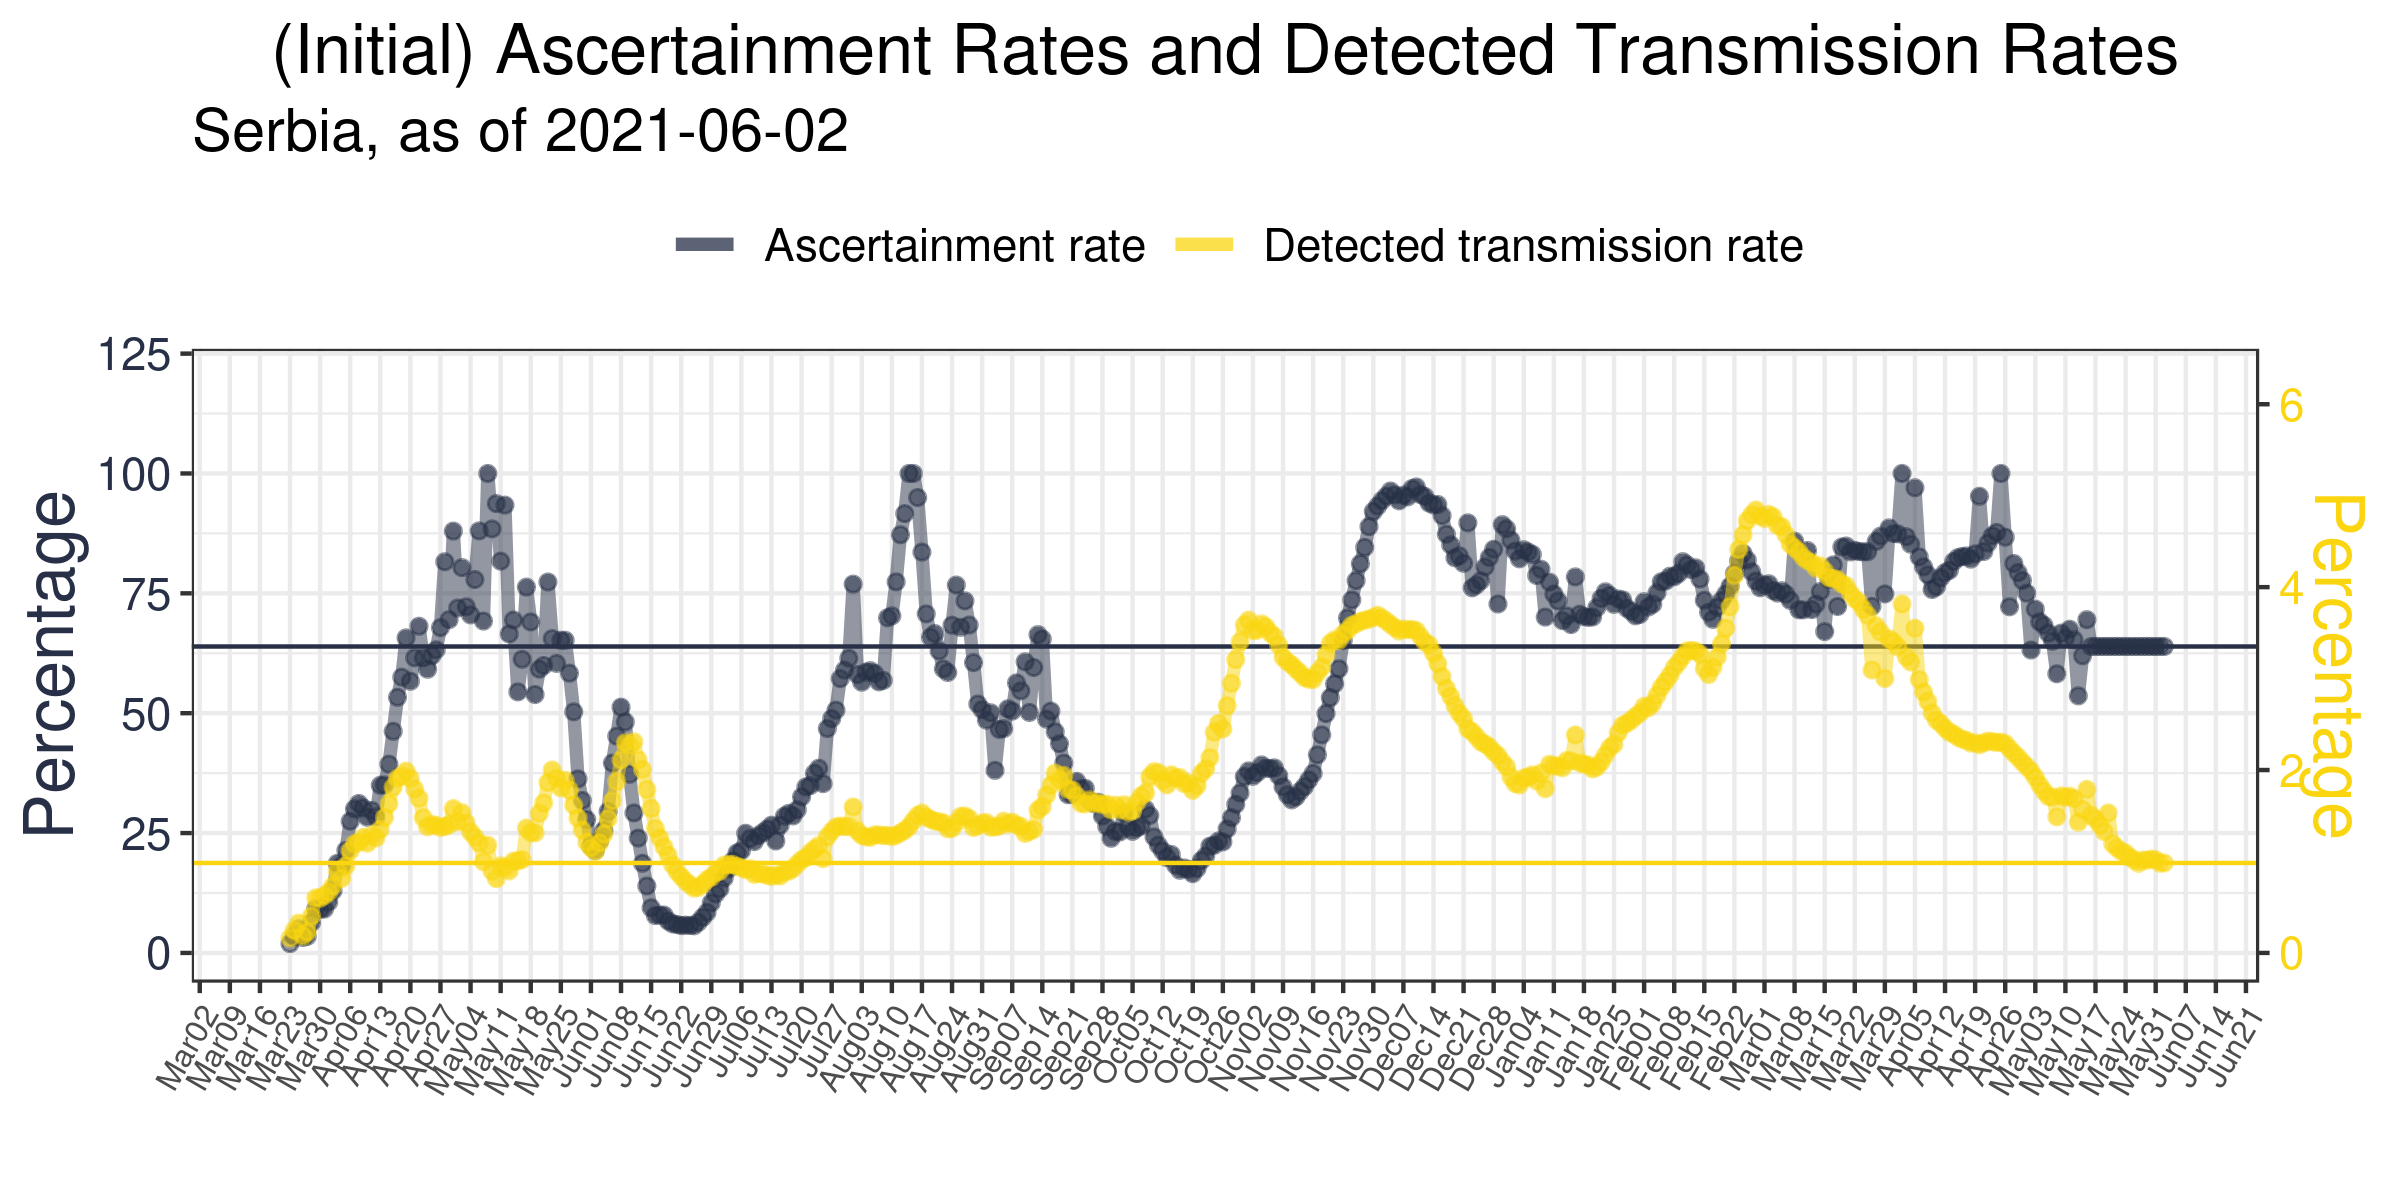 (Initial) Ascertainment Rates and Detected Transmission Rates
Serbia, as of 2021-06-02
Ascertainment rate
Detected transmission rate
125
100
75
50
25
0
Percentage
6
4
2
0
Percentage
Mar02
Mar09
Mar16
Mar23
Mar30
Apr06
Apr13
Apr20
Apr27
May04
May11
May18
May25
Jun01
Jun08
Jun15
Jun22
Jun29
Jul06
Jul13
Jul20
Jul27
Aug03
Aug10
Aug17
Aug24
Aug31
Sep07
Sep14
Sep21
Sep28
Oct05
Oct12
Oct19
Oct26
Nov02
Nov09
Nov16
Nov23
Nov30
Dec07
Dec14
Dec21
Dec28
Jan04
Jan11
Jan18
Jan25
Feb01
Feb08
Feb15
Feb22
Mar01
Mar08
Mar15
Mar22
Mar29
Apr05
Apr12
Apr19
Apr26
May03
May10
May17
May24
May31
Jun07
Jun14
Jun21